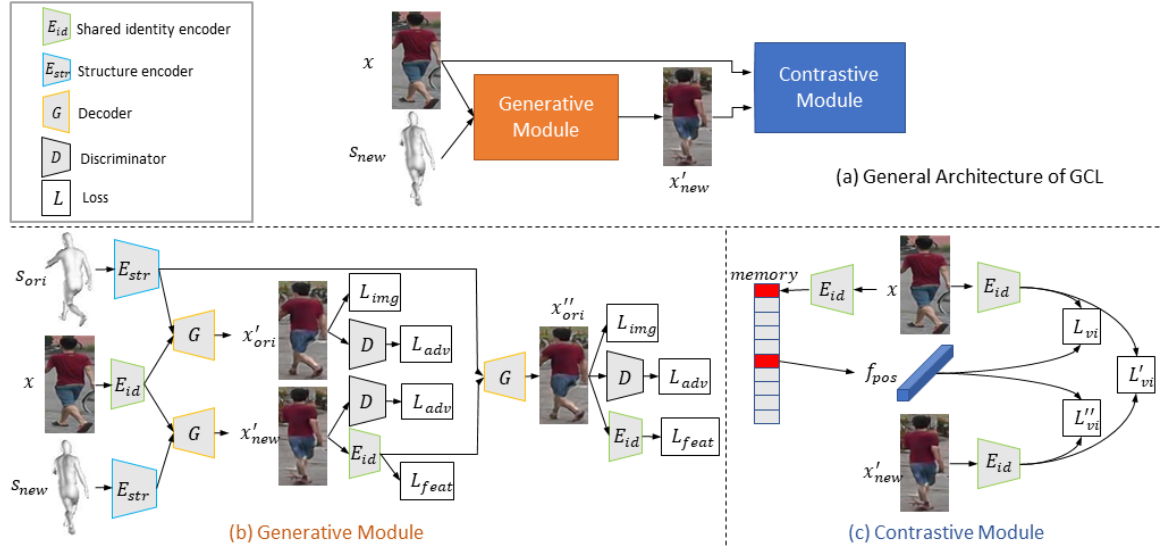 E_id Shared identity encoder
E_str Structure encoder
G Decoder
D Discriminator
L Loss
x
s_new
Generative
Module
x'_new
Contrastive
Module
(a) General Architecture of GCL
s_ori
E_str
x
E_id
s_new
E_str
G
G
x'_ori
x'_new
L_img
D
L_adv
D
L_adv
E_id
L_feat
G
x''_ori
L_img
D
L_adv
E_id
L_feat
(b) Generative Module
memory
E_id
x
E_id
L_vi
f_pos
L'_vi
L''_vi
x'_new
E_id
(c) Contrastive Module